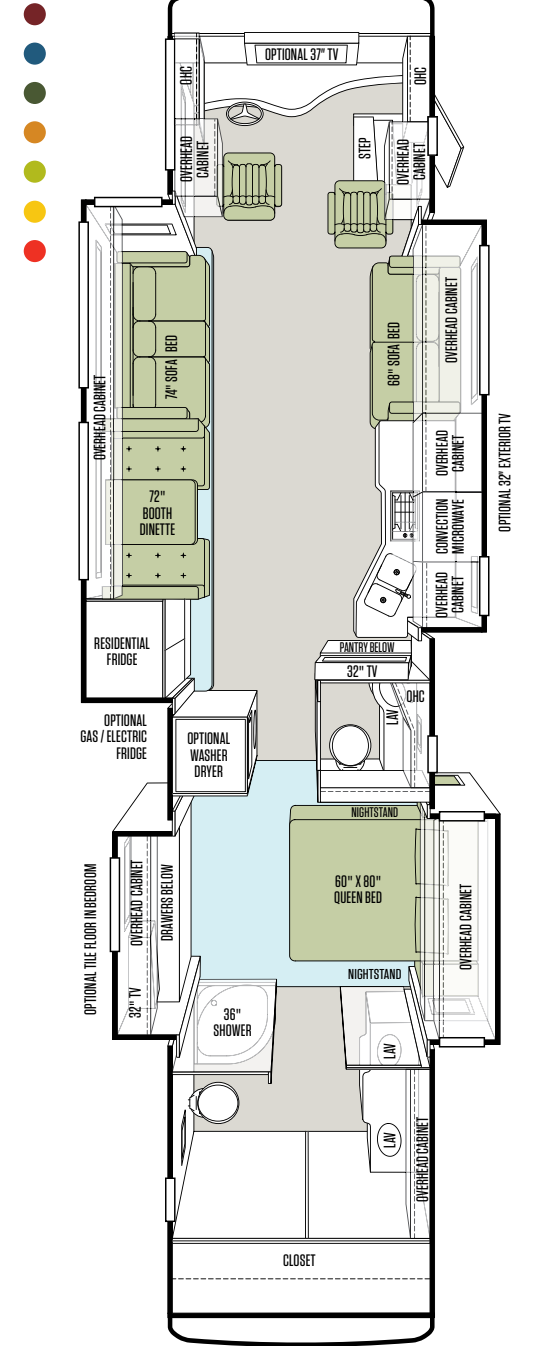 OPTIONAL 37" TV
OHC
OHC
OVERHEAD
CABINET
STEP
OVERHEAD
CABINET
OVERHEAD CABINET
74" SOFA BED
68" SOFA BED
OVERHEAD CABINET
72"
BOOTH
DINETTE
OVERHEAD
CABINET
CONVECTION
MICROWAVE
OVERHEAD
CABINET
OPTIONAL 32" EXTERIOR TV
RESIDENTIAL
FRIDGE
PANTRY BELOW
32" TV
OHC
LAV
OPTIONAL
GAS / ELECTRIC
FRIDGE
OPTIONAL
WASHER
DRYER
NIGHTSTAND
60" X 80"
QUEEN BED
NIGHTSTAND
OVERHEAD CABINET
OPTIONAL TILE FLOOR IN BEDROOM
OVERHEAD CABINET
32" TV
DRAWERS BELOW
36"
SHOWER
LAV
LAV
OVERHEAD CABINET
CLOSET